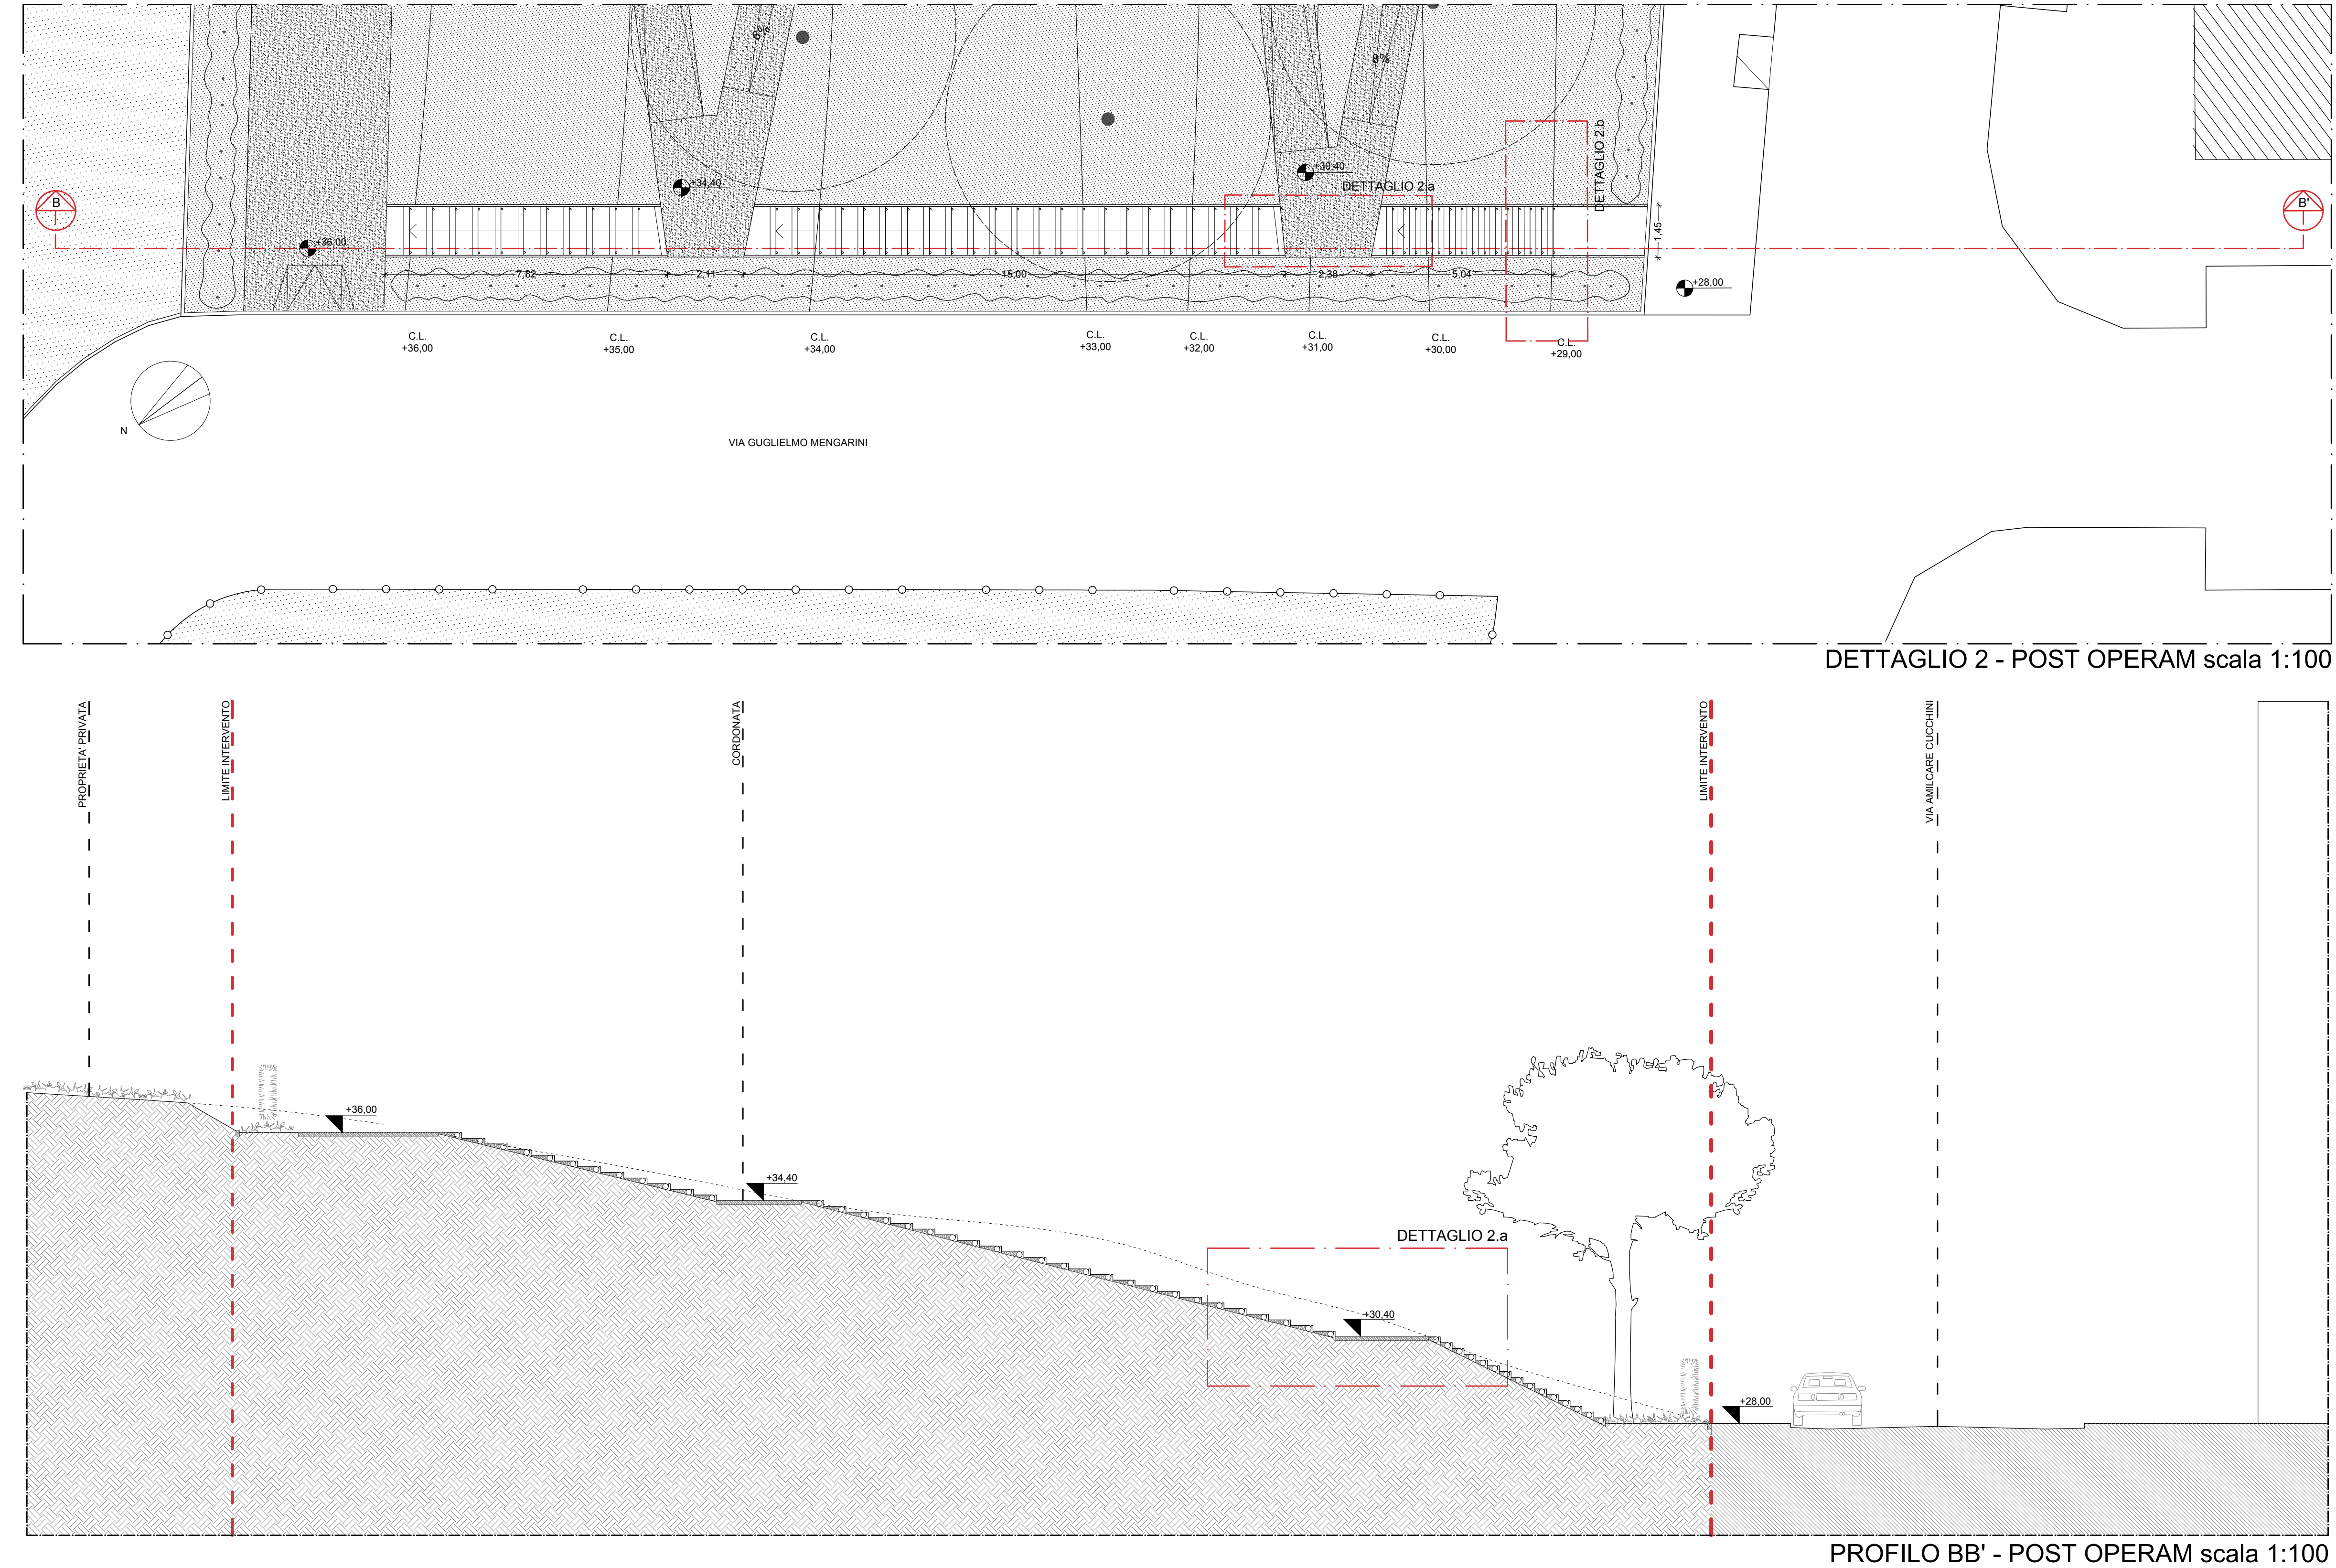 6%
8%
DETTAGLIO 2.b
+30,40
DETTAGLIO 2.a
+34,40
B
B'
1,45
+36,00
7,82
2,11
15,00
2,38
5,04
+28,00
C.L.
+36,00
C.L.
+35,00
C.L.
+34,00
C.L.
+33,00
C.L.
+32,00
C.L.
+31,00
C.L.
+30,00
C.L.
+29,00
N
VIA GUGLIELMO MENGARINI
DETTAGLIO 2 - POST OPERAM scala 1:100
PROPRIETA' PRIVATA
LIMITE INTERVENTO
CORDONATA
LIMITE INTERVENTO
VIA AMILCARE CUCCHINI
+36,00
+34,40
DETTAGLIO 2.a
+30,40
+28,00
PROFILO BB' - POST OPERAM scala 1:100